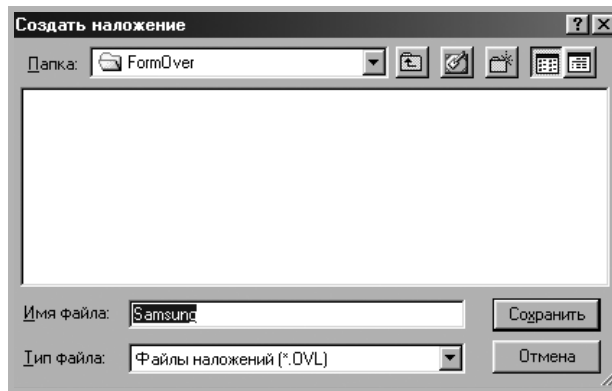 Создать наложение
Папка: FormOver
Имя файла: Samsung
Сохранить
Тип файла: Файлы наложений (*.OVL)
Отмена